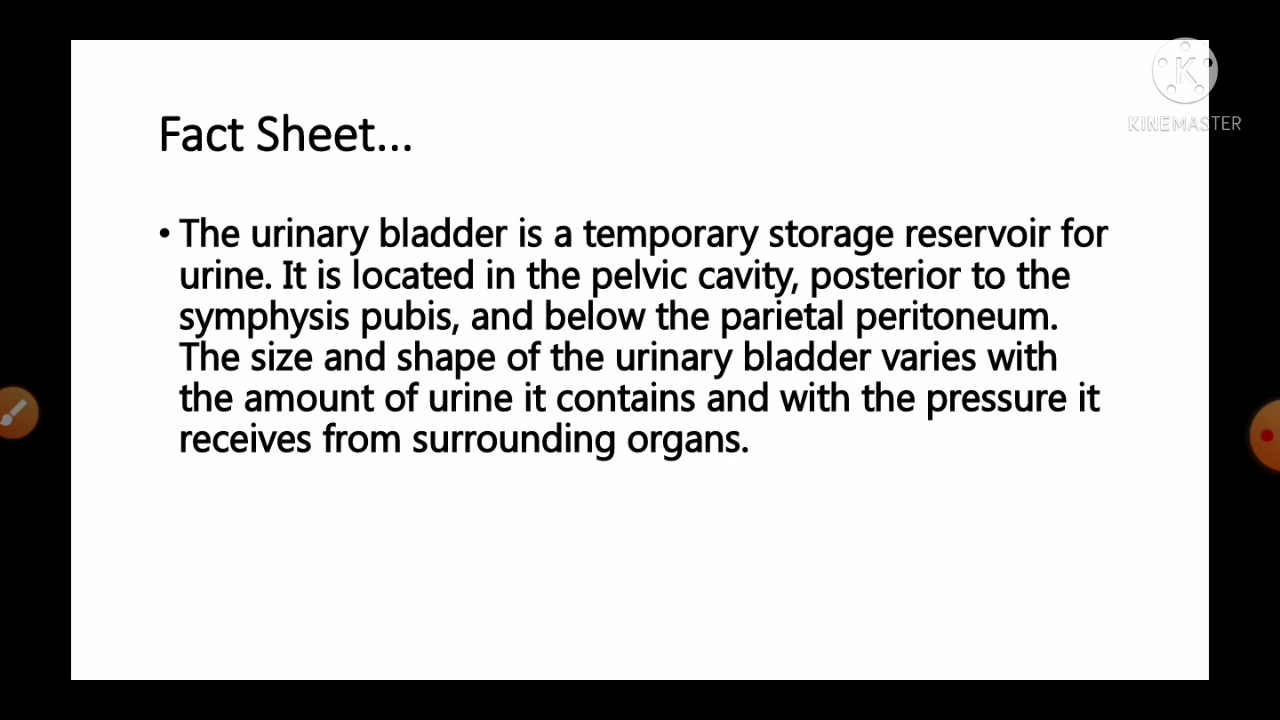 KINEMASTER
Fact Sheet...
• The urinary bladder is a temporary storage reservoir for
urine. It is located in the pelvic cavity, posterior to the
symphysis pubis, and below the parietal peritoneum.
The size and shape of the urinary bladder varies with
the amount of urine it contains and with the pressure it
receives from surrounding organs.